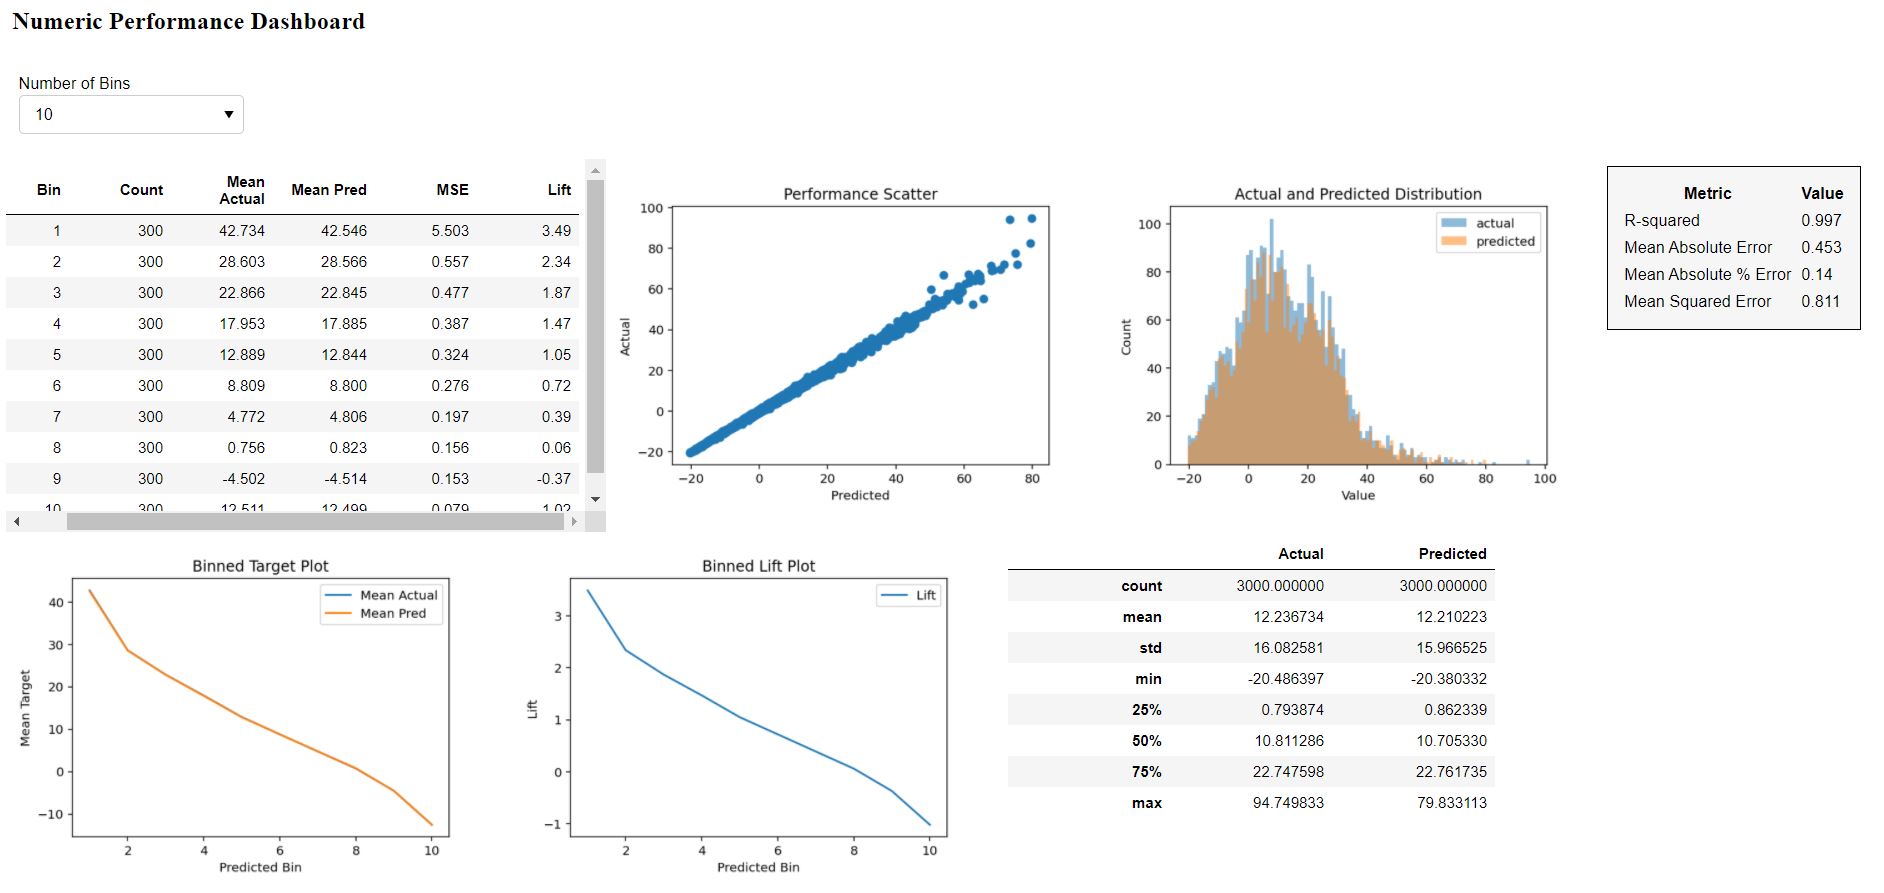 Numeric Performance Dashboard
Number of Bins
10
Bin Count Mean Actual Mean Pred MSE Lift
1 300 42.734 42.546 5.503 3.49
2 300 28.603 28.566 0.557 2.34
3 300 22.866 22.845 0.477 1.87
4 300 17.953 17.885 0.387 1.47
5 300 12.889 12.844 0.324 1.05
6 300 8.809 8.800 0.276 0.72
7 300 4.772 4.806 0.197 0.39
8 300 0.756 0.823 0.156 0.06
9 300 -4.502 -4.514 0.153 -0.37
10 300 12.511 12.499 0.079 1.02
Performance Scatter
100
80
60
40
20
0
−20
Actual
−20 0 20 40 60 80
Predicted
Actual and Predicted Distribution
actual
predicted
100
80
60
40
20
0
Count
−20 0 20 40 60 80 100
Value
Metric Value
R-squared 0.997
Mean Absolute Error 0.453
Mean Absolute % Error 0.14
Mean Squared Error 0.811
Binned Target Plot
Mean Actual
Mean Pred
40
30
20
10
0
−10
Mean Target
2 4 6 8 10
Predicted Bin
Binned Lift Plot
Lift
3
2
1
0
−1
Lift
2 4 6 8 10
Predicted Bin
Actual Predicted
count 3000.000000 3000.000000
mean 12.236734 12.210223
std 16.082581 15.966525
min -20.486397 -20.380332
25% 0.793874 0.862339
50% 10.811286 10.705330
75% 22.747598 22.761735
max 94.749833 79.833113